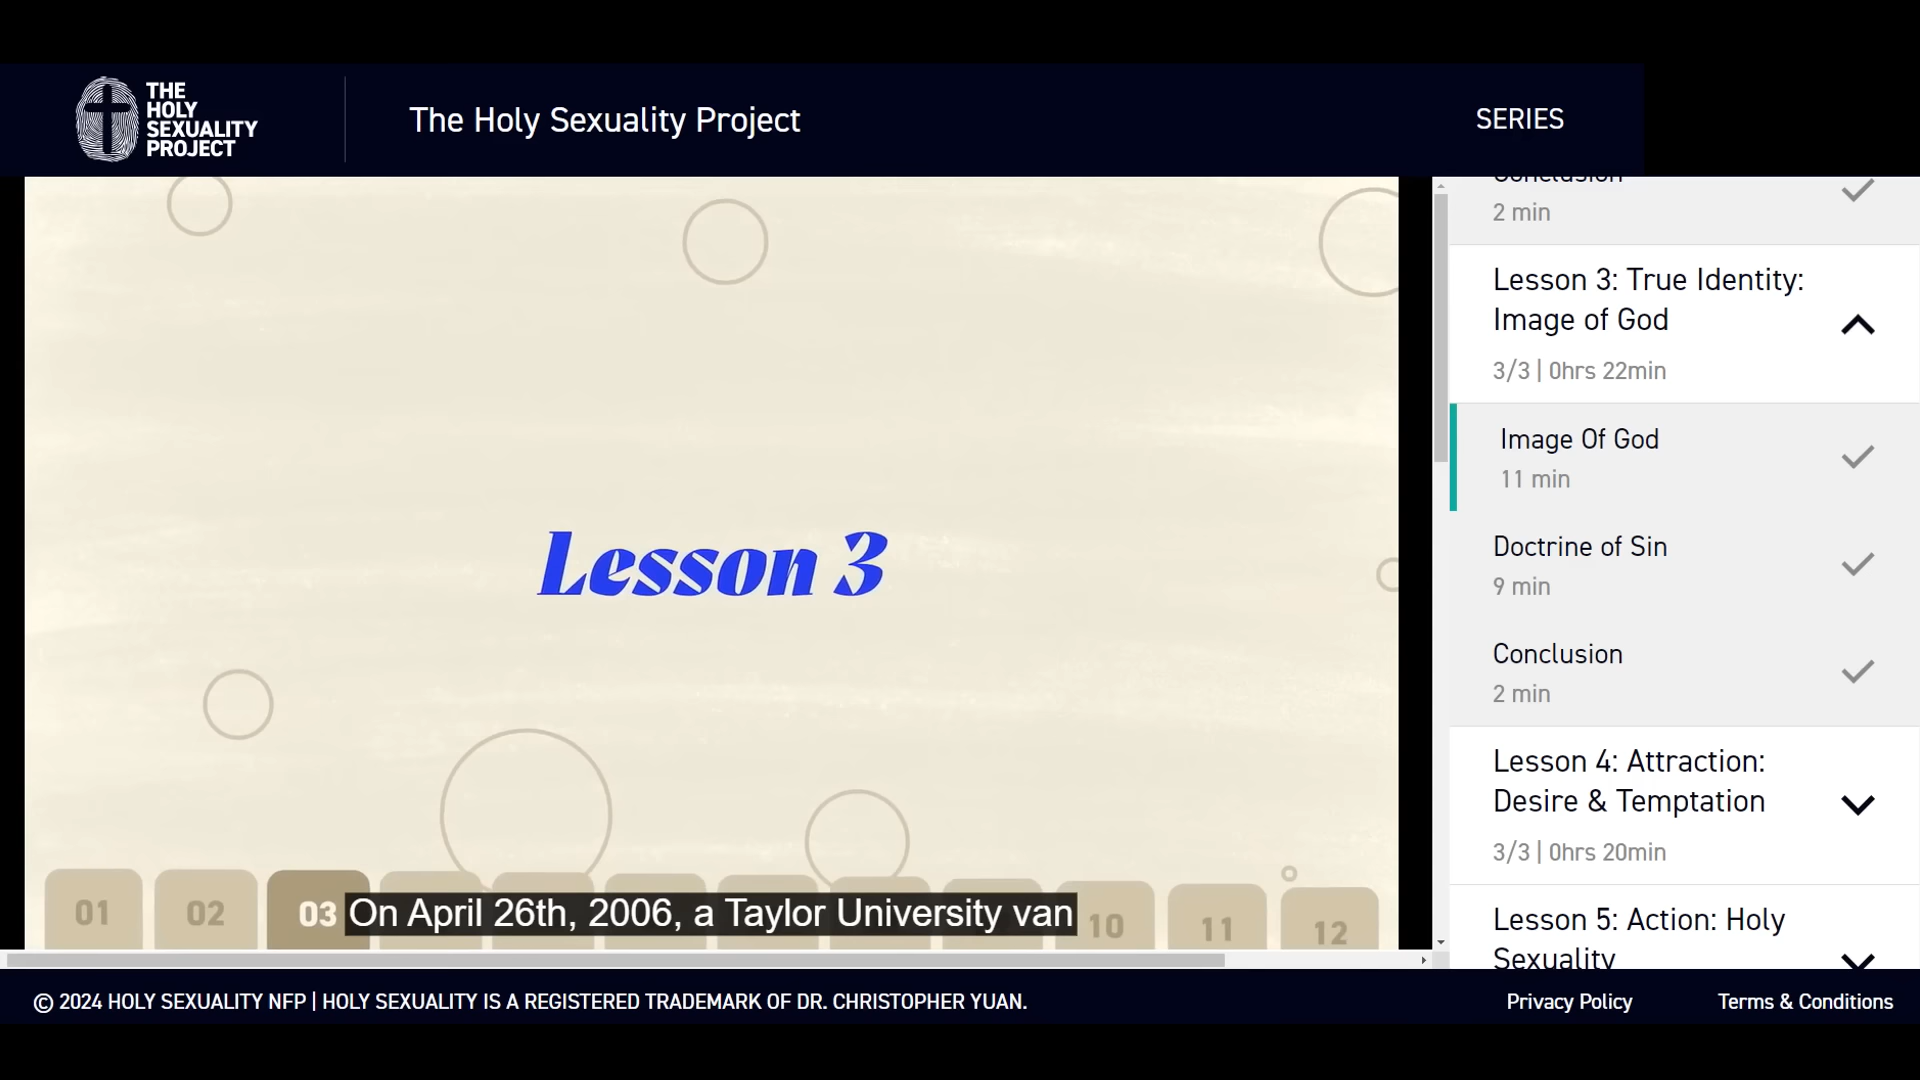 THE
HOLY
SEXUALITY
PROJECT
The Holy Sexuality Project
SERIES
Lesson 3
01
02
03
On April 26th, 2006, a Taylor University van
10
11
12
Conclusion
2 min
Lesson 3: True Identity:
Image of God
3/3 | 0hrs 22min
Image Of God
11 min
Doctrine of Sin
9 min
Conclusion
2 min
Lesson 4: Attraction:
Desire & Temptation
3/3 | 0hrs 20min
Lesson 5: Action: Holy
Sexuality
© 2024 HOLY SEXUALITY NFP | HOLY SEXUALITY IS A REGISTERED TRADEMARK OF DR. CHRISTOPHER YUAN.
Privacy Policy
Terms & Conditions